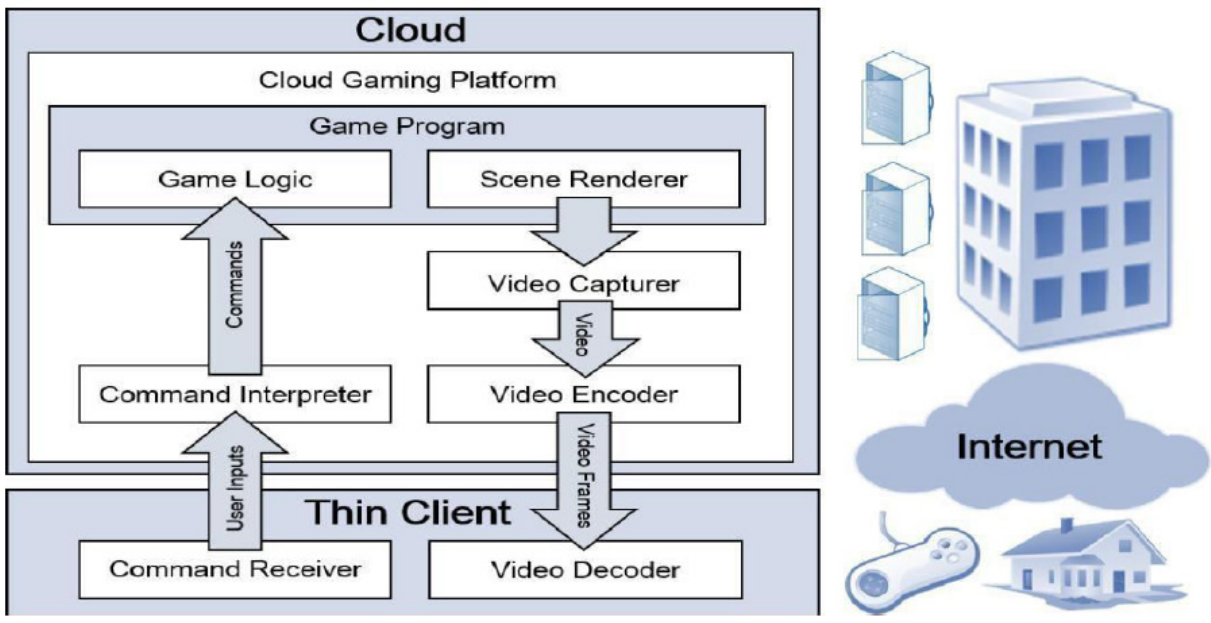 Cloud
Cloud Gaming Platform
Game Program
Game Logic
Scene Renderer
Commands
Video Capturer
Video
Command Interpreter
Video Encoder
User Inputs
Video Frames
Thin Client
Command Receiver
Video Decoder
Internet